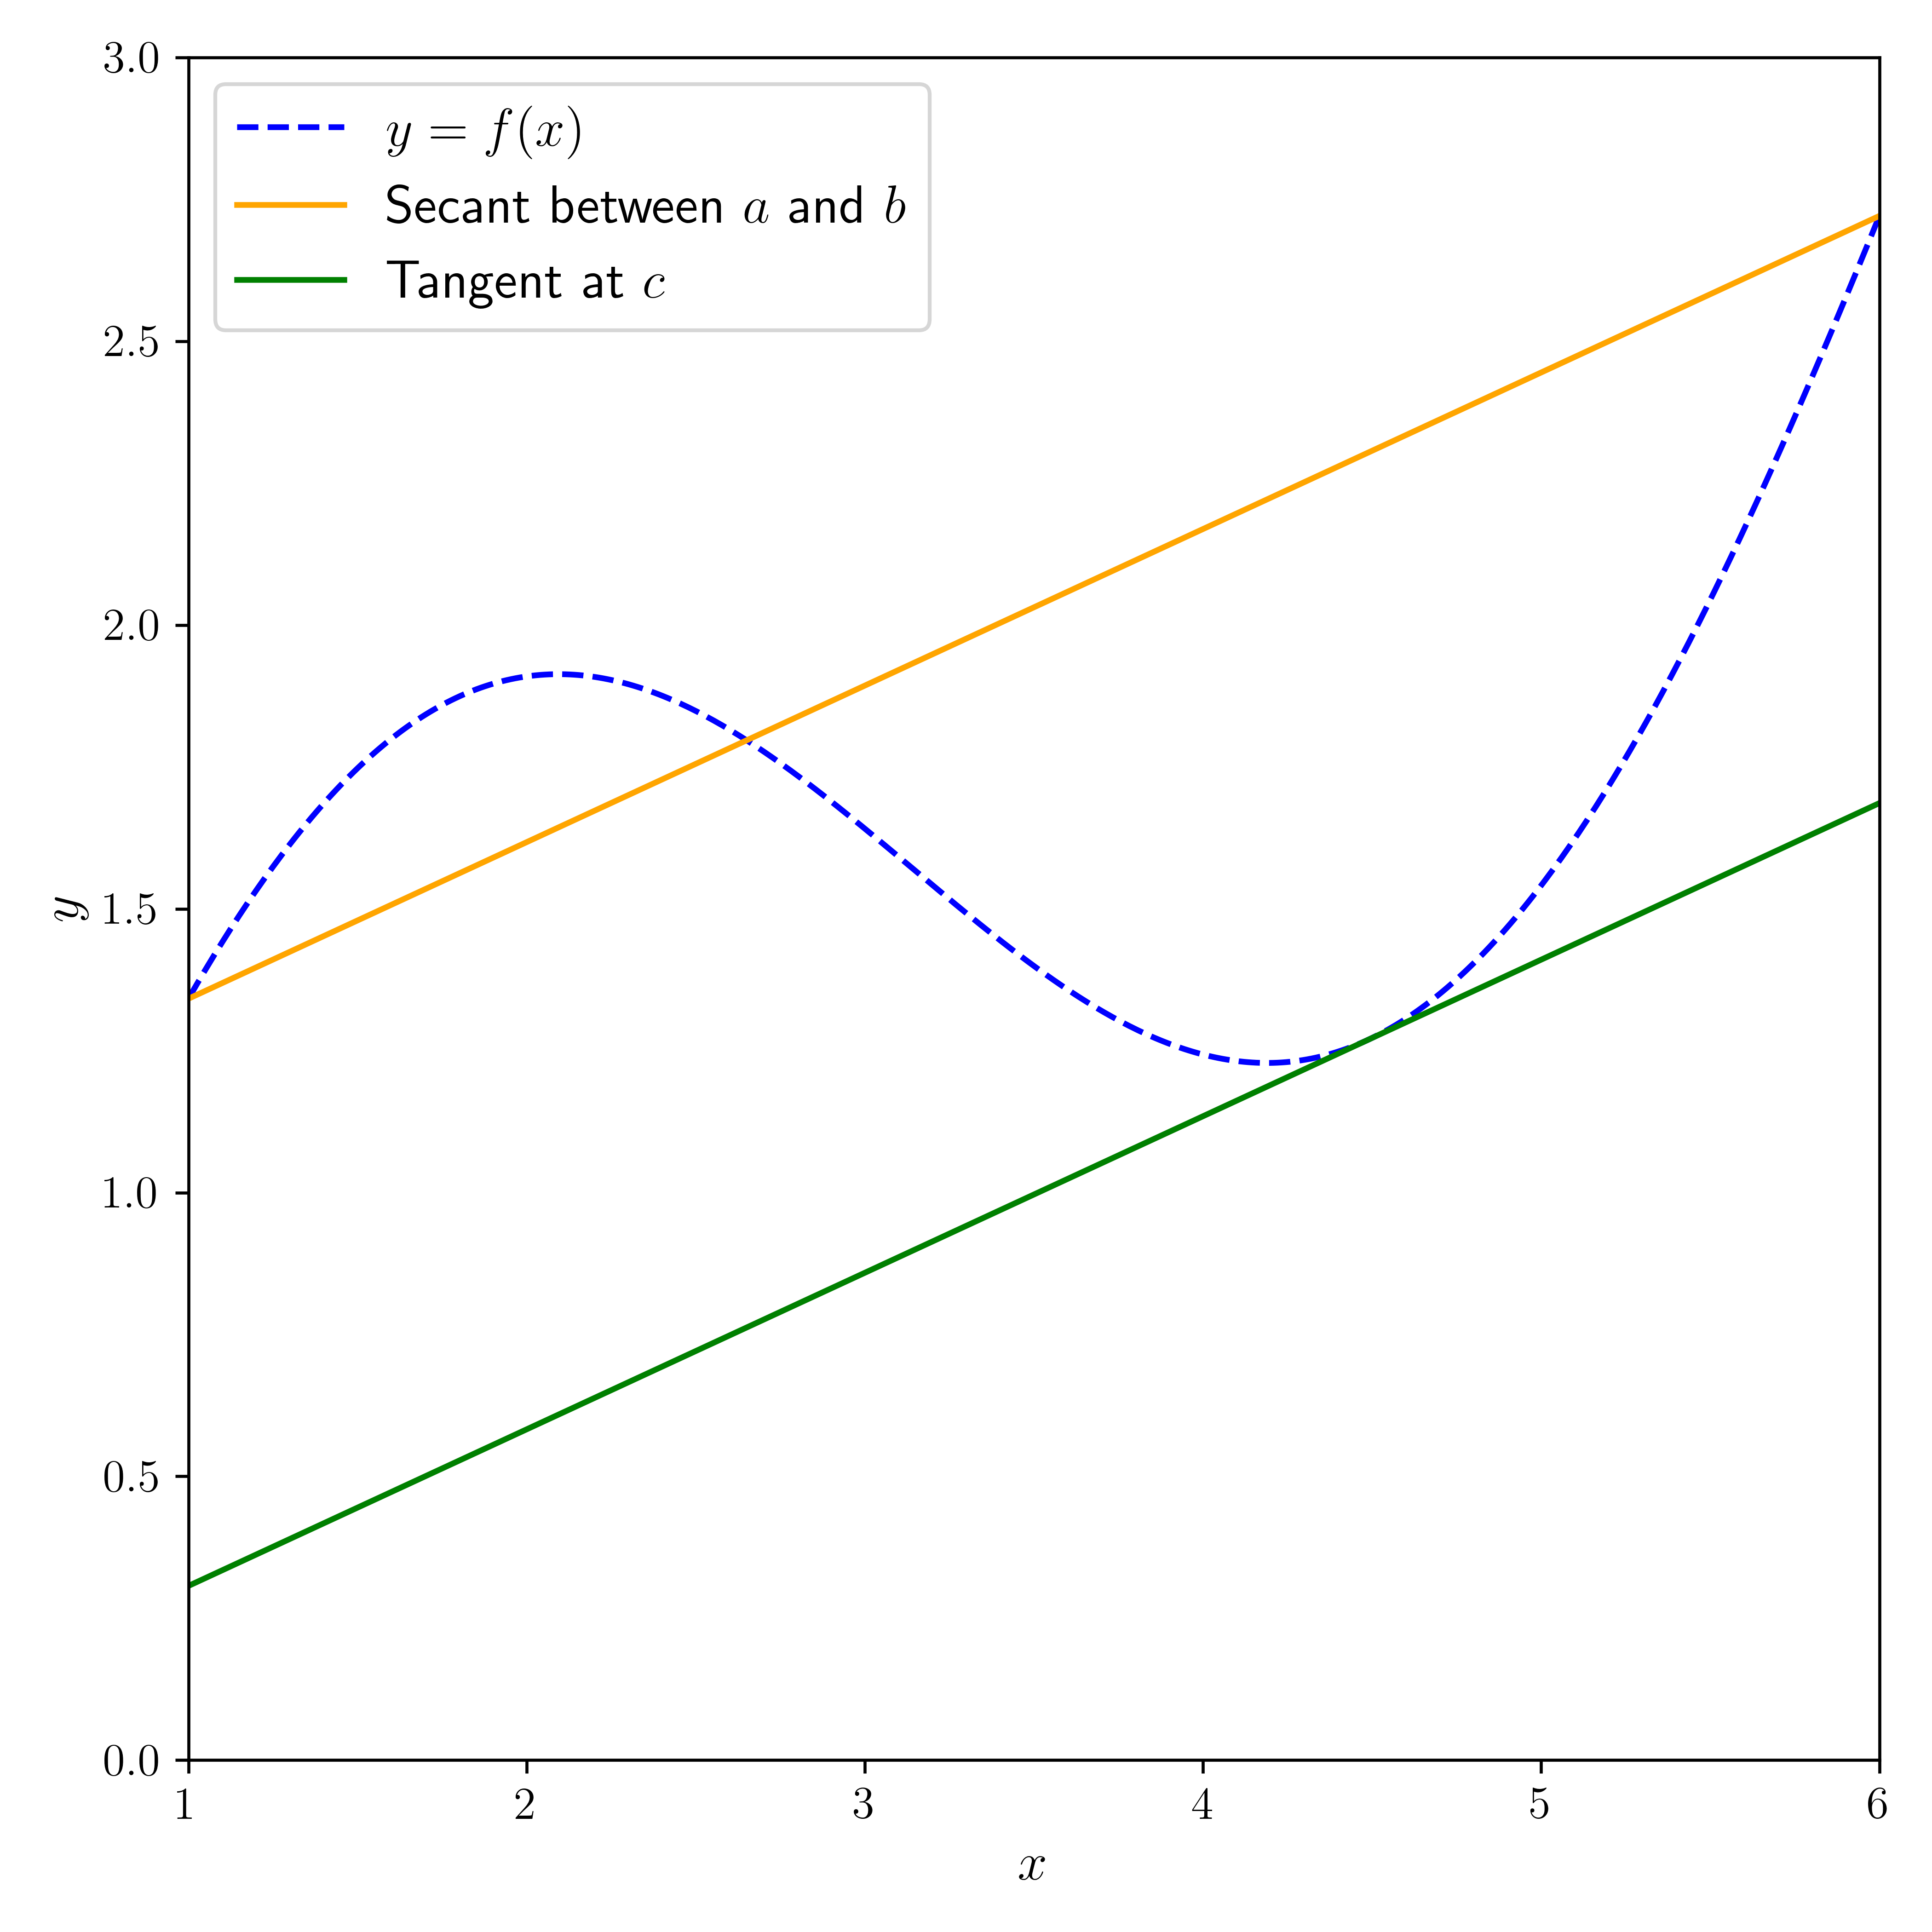 3.0
y = f(x)
Secant between a and b
Tangent at c
2.5
2.0
y
1.5
1.0
0.5
0.0
1 2 3 4 5 6
x